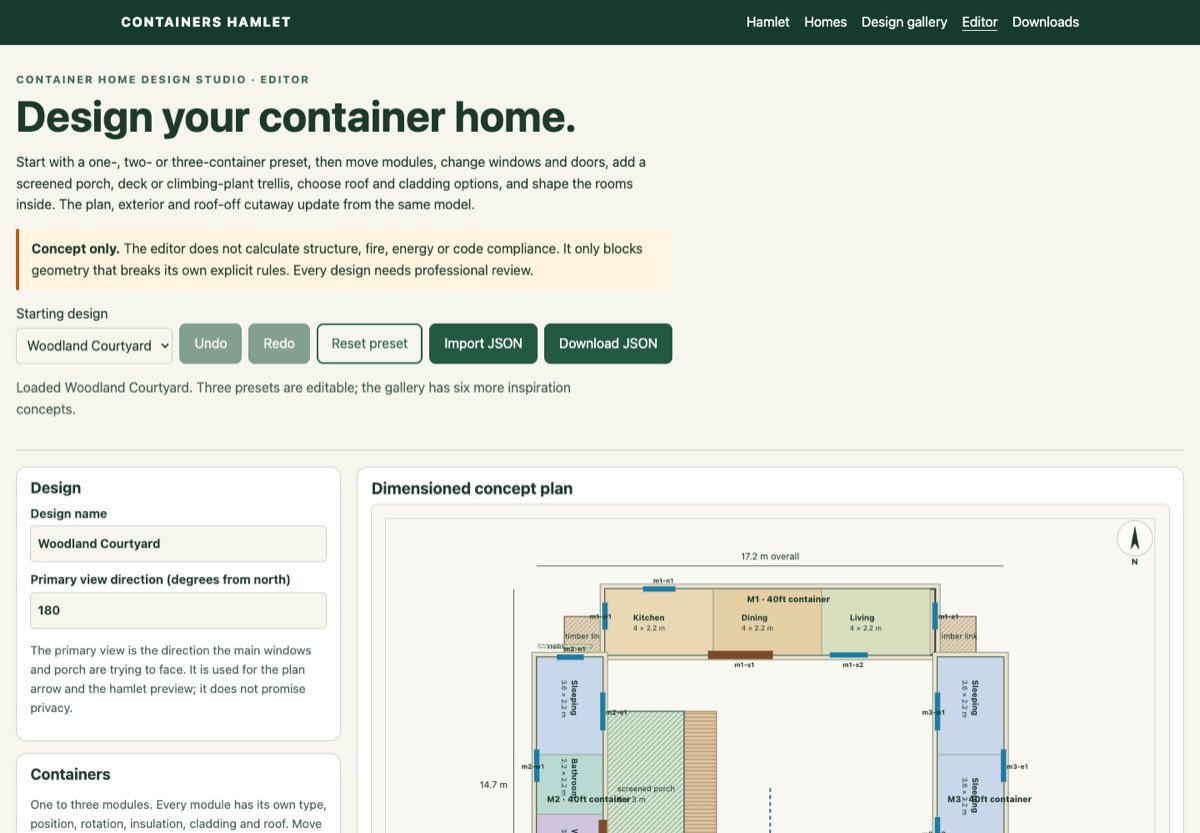 CONTAINERS HAMLET
Hamlet Homes Design gallery Editor Downloads
CONTAINER HOME DESIGN STUDIO · EDITOR
Design your container home.
Start with a one-, two- or three-container preset, then move modules, change windows and doors, add a
screened porch, deck or climbing-plant trellis, choose roof and cladding options, and shape the rooms
inside. The plan, exterior and roof-off cutaway update from the same model.
Concept only. The editor does not calculate structure, fire, energy or code compliance. It only blocks
geometry that breaks its own explicit rules. Every design needs professional review.
Starting design
Woodland Courtyard
Undo
Redo
Reset preset
Import JSON
Download JSON
Loaded Woodland Courtyard. Three presets are editable; the gallery has six more inspiration
concepts.
Design
Design name
Woodland Courtyard
Primary view direction (degrees from north)
180
The primary view is the direction the main windows
and porch are trying to face. It is used for the plan
arrow and the hamlet preview; it does not promise
privacy.
Containers
One to three modules. Every module has its own type,
position, rotation, insulation, cladding and roof. Move
Dimensioned concept plan
N
17.2 m overall
m1-n1
M1 · 40ft container
Kitchen
4 × 2.2 m
Dining
4 × 2.2 m
Living
4 × 2.2 m
m1-e1
timber lin
imber link
m2-n1
m1-s1
m1-s2
Sleeping
3.6 × 2.2 m
Sleeping
3.6 × 2.2 m
m2-e1
m3-w1
m2-w1
m3-e1
14.7 m
Bathroom
2.2 × 2.2 m
screened porch
3 m
M2 · 40ft container
Sleeping
3.6 × 2.2 m
M3 · 40ft container